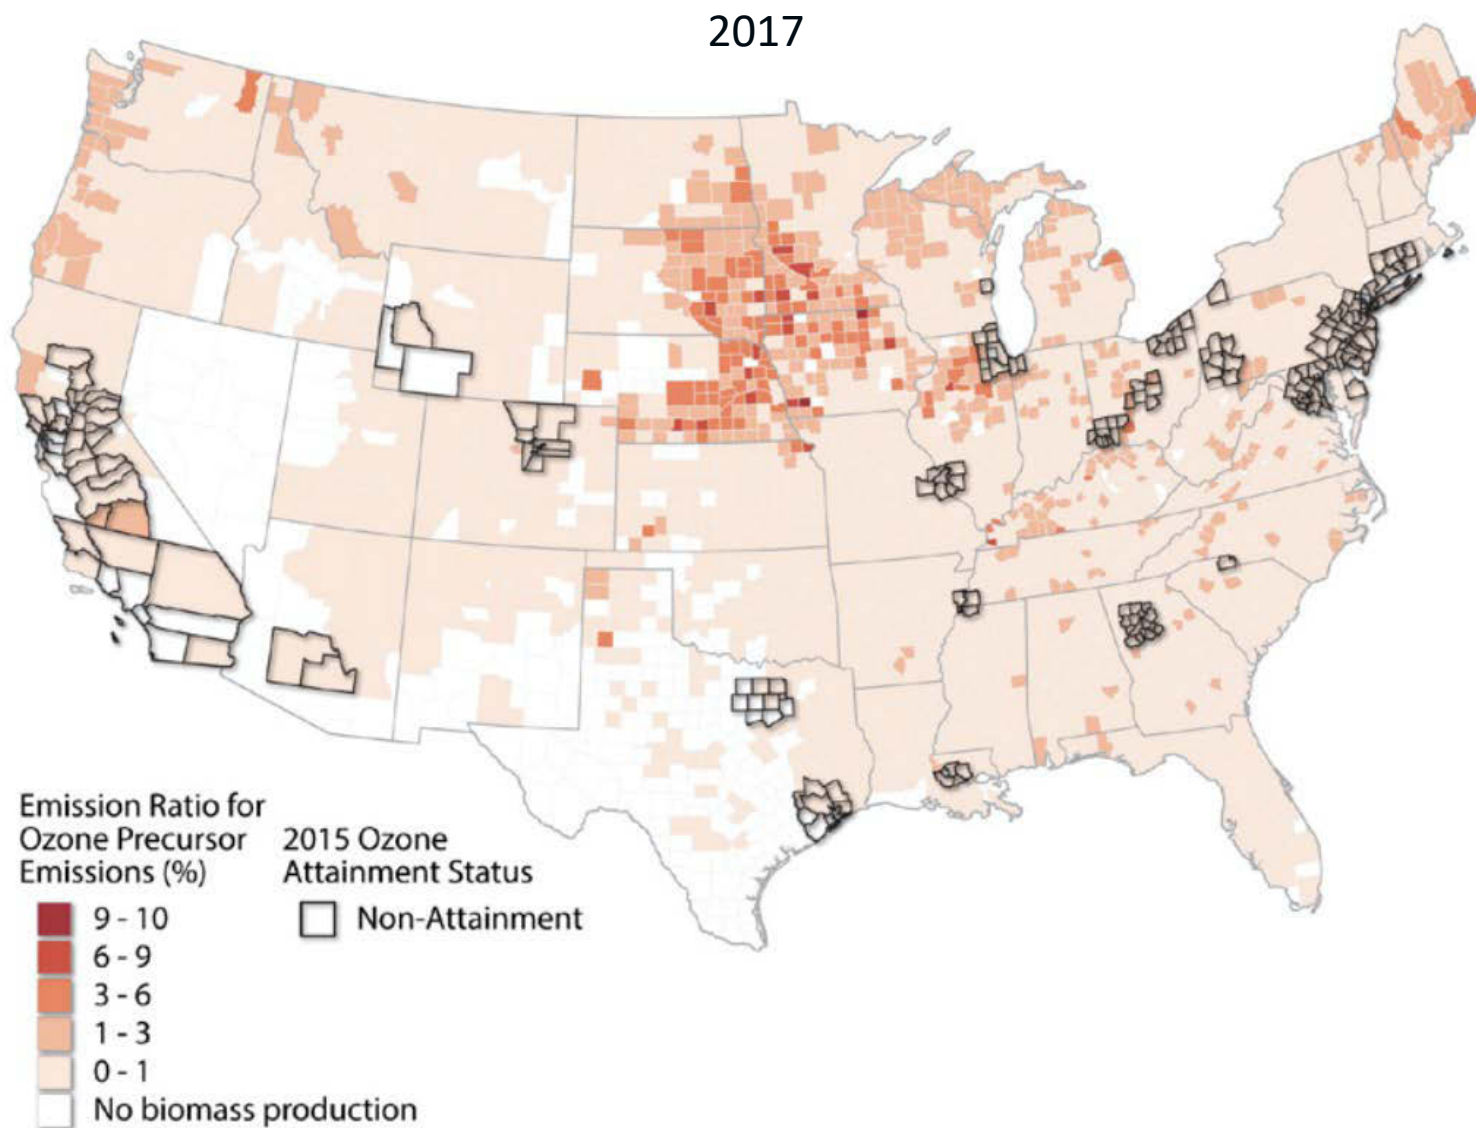 2017
Emission Ratio for
Ozone Precursor
Emissions (%)
9 - 10
6 - 9
3 - 6
1 - 3
0 - 1
No biomass production
2015 Ozone
Attainment Status
Non-Attainment